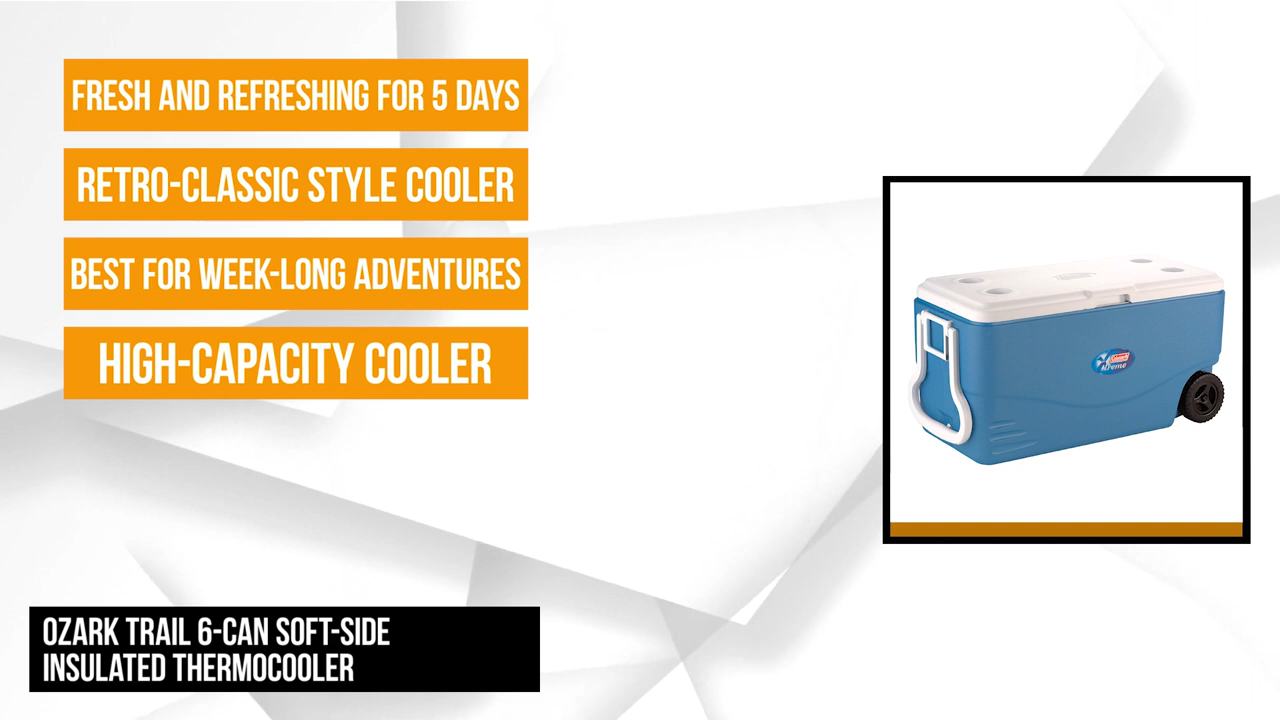 FRESH AND REFRESHING FOR 5 DAYS
RETRO-CLASSIC STYLE COOLER
BEST FOR WEEK-LONG ADVENTURES
HIGH-CAPACITY COOLER
Coleman
Xtreme
OZARK TRAIL 6-CAN SOFT-SIDE
INSULATED THERMOCOOLER